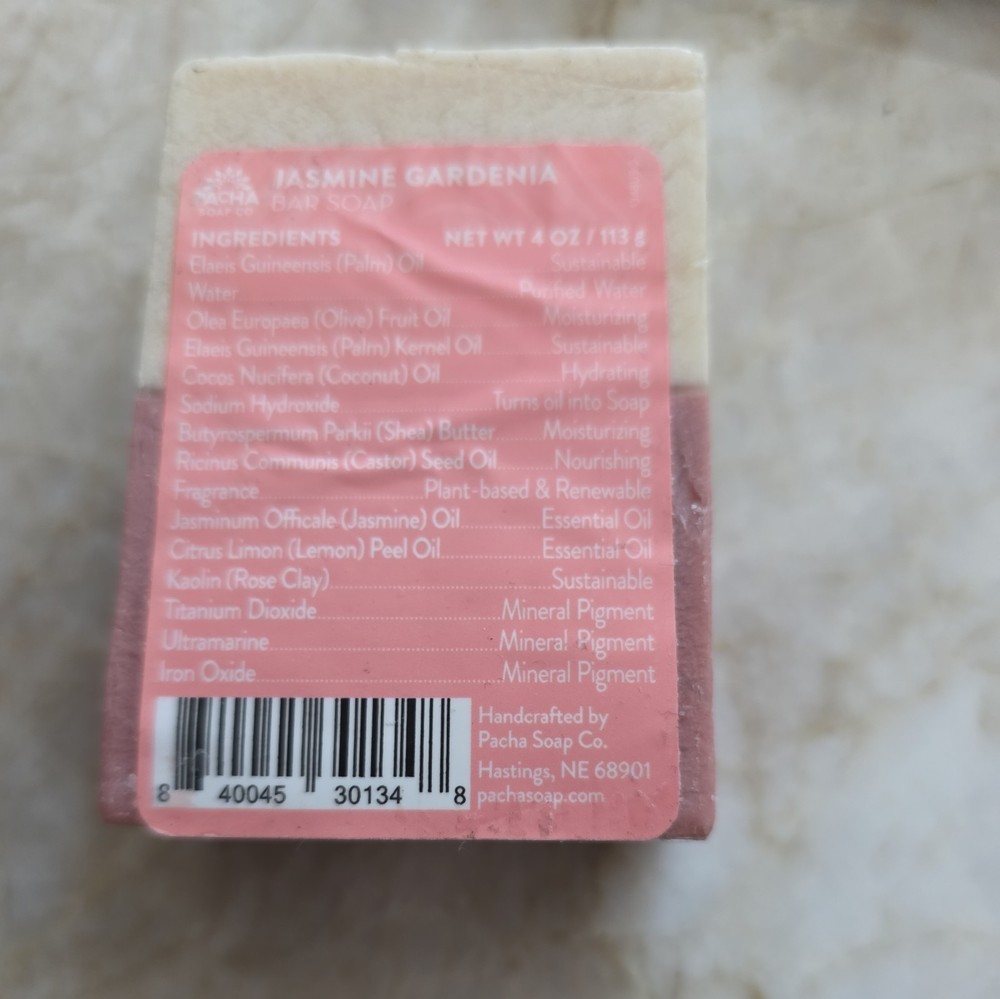 PACHA
SOAP CO
JASMINE GARDENIA
BAR SOAP
INGREDIENTS NET WT 4 OZ / 113 g
Elaeis Guineensis (Palm) Oil Sustainable
Water Purified Water
Olea Europaea (Olive) Fruit Oil Moisturizing
Elaeis Guineensis (Palm) Kernel Oil Sustainable
Cocos Nucifera (Coconut) Oil Hydrating
Sodium Hydroxide Turns oil into Soap
Butyrospermum Parkii (Shea) Butter Moisturizing
Ricinus Communis (Castor) Seed Oil Nourishing
Fragrance Plant-based & Renewable
Jasminum Officale (Jasmine) Oil Essential Oil
Citrus Limon (Lemon) Peel Oil Essential Oil
Kaolin (Rose Clay) Sustainable
Titanium Dioxide Mineral Pigment
Ultramarine Mineral Pigment
Iron Oxide Mineral Pigment
Handcrafted by
Pacha Soap Co.
Hastings, NE 68901
pachasoap.com
8 40045 30134 8